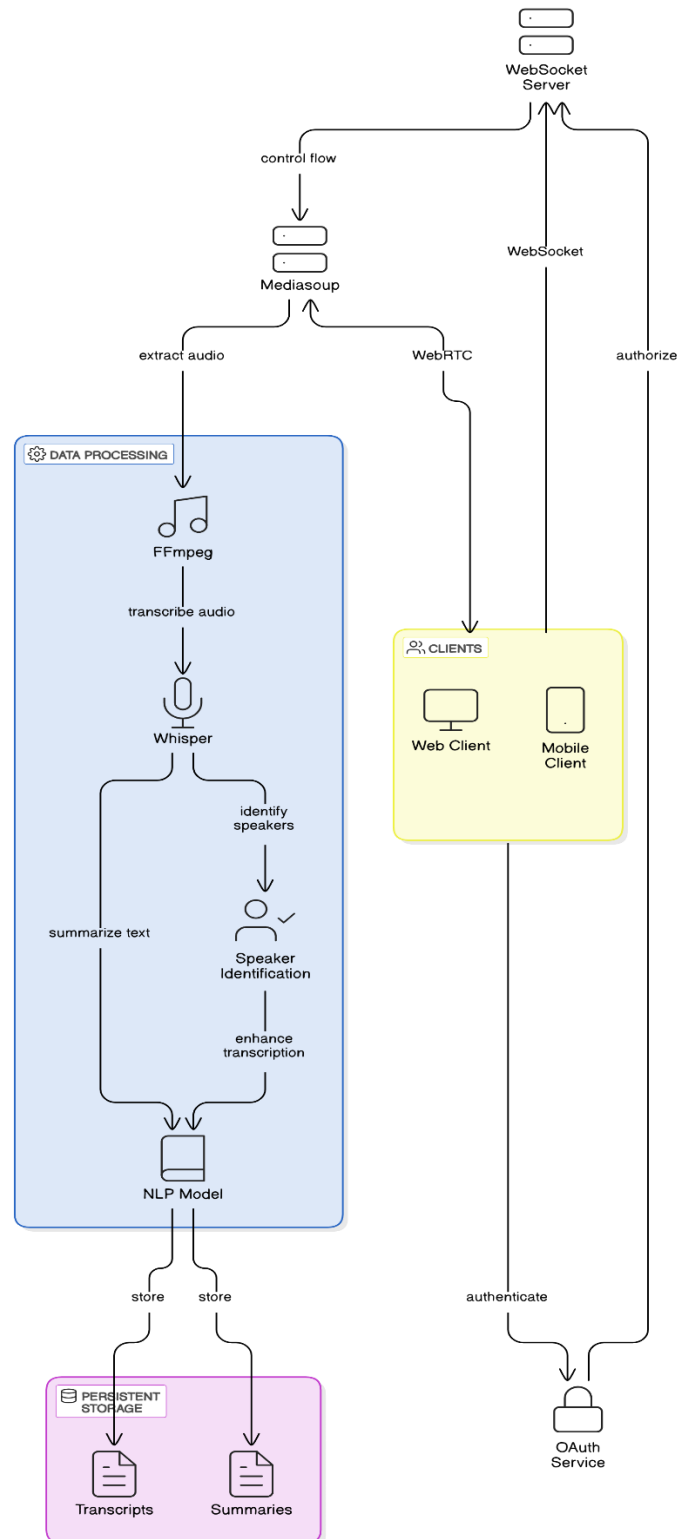 WebSocket
Server
control flow
WebSocket
Mediasoup
extract audio
WebRTC
authorize
DATA PROCESSING
FFmpeg
transcribe audio
CLIENTS
Whisper
Web Client
Mobile
Client
identify
speakers
summarize text
Speaker
Identification
enhance
transcription
NLP Model
store
store
authenticate
PERSISTENT
STORAGE
OAuth
Service
Transcripts
Summaries